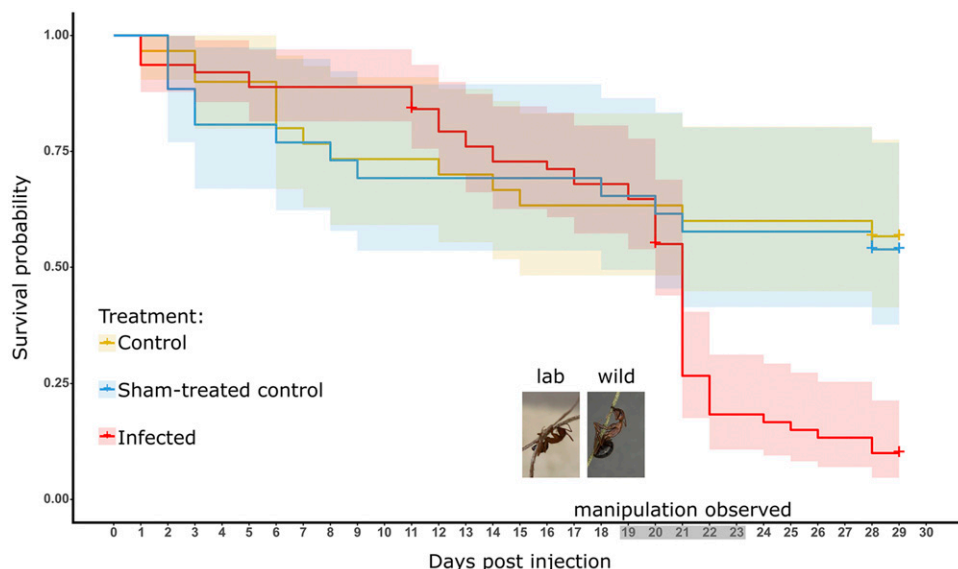 1.00
0.75
0.50
0.25
0.00
Survival probability
Treatment:
Control
Sham-treated control
Infected
lab wild
manipulation observed
0 1 2 3 4 5 6 7 8 9 10 11 12 13 14 15 16 17 18 19 20 21 22 23 24 25 26 27 28 29 30
Days post injection